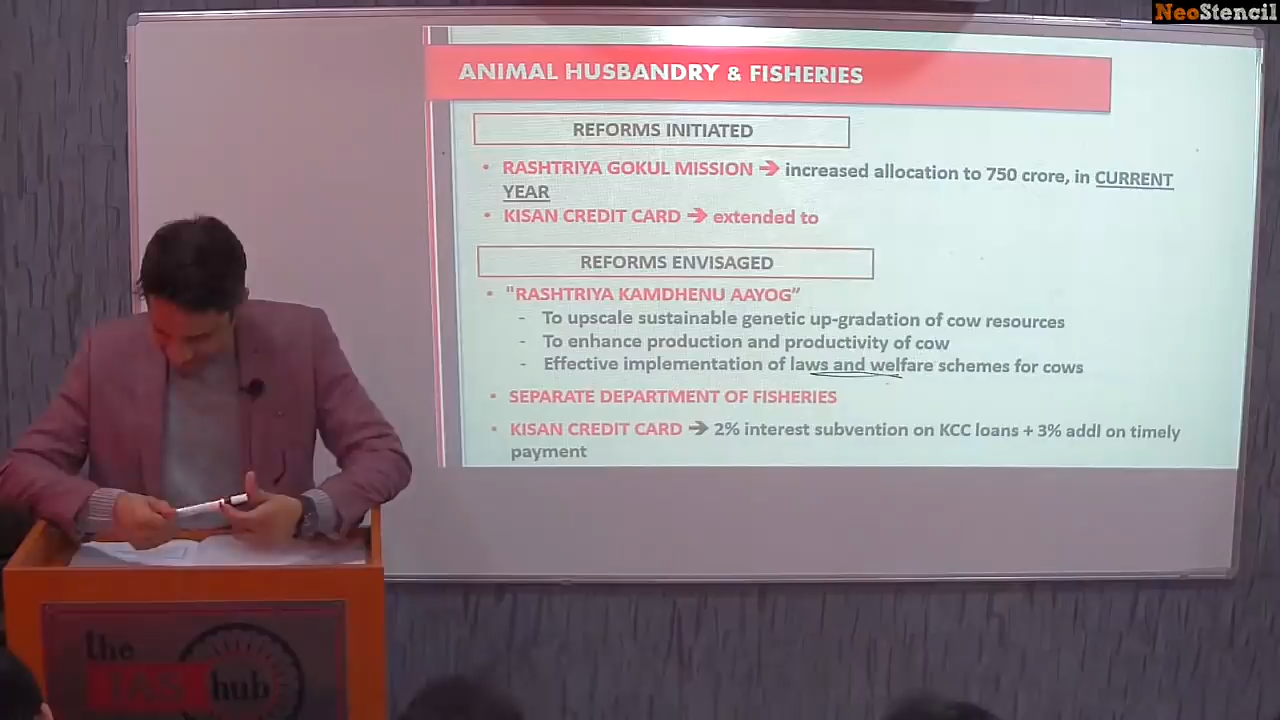 NeoStencil
ANIMAL HUSBANDRY & FISHERIES
REFORMS INITIATED
• RASHTRIYA GOKUL MISSION ➔ increased allocation to 750 crore, in CURRENT
YEAR
• KISAN CREDIT CARD ➔ extended to
REFORMS ENVISAGED
• "RASHTRIYA KAMDHENU AAYOG”
- To upscale sustainable genetic up-gradation of cow resources
- To enhance production and productivity of cow
- Effective implementation of laws and welfare schemes for cows
• SEPARATE DEPARTMENT OF FISHERIES
• KISAN CREDIT CARD ➔ 2% interest subvention on KCC loans + 3% addl on timely
payment
the
IAS hub